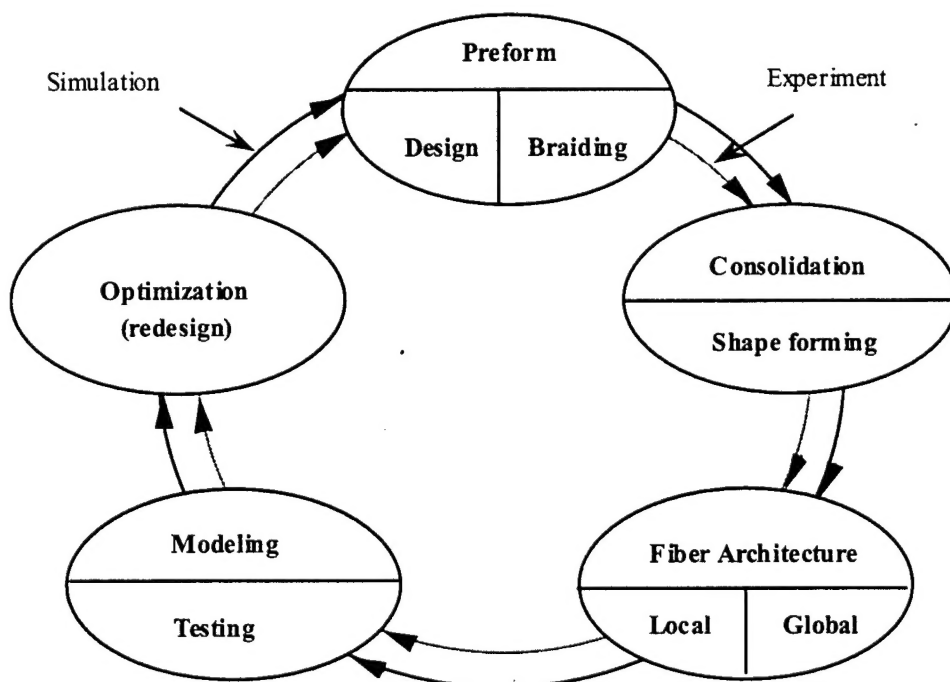 Preform
Simulation
Experiment
Design
Braiding
Consolidation
Optimization
(redesign)
Shape forming
Modeling
Fiber Architecture
Testing
Local
Global